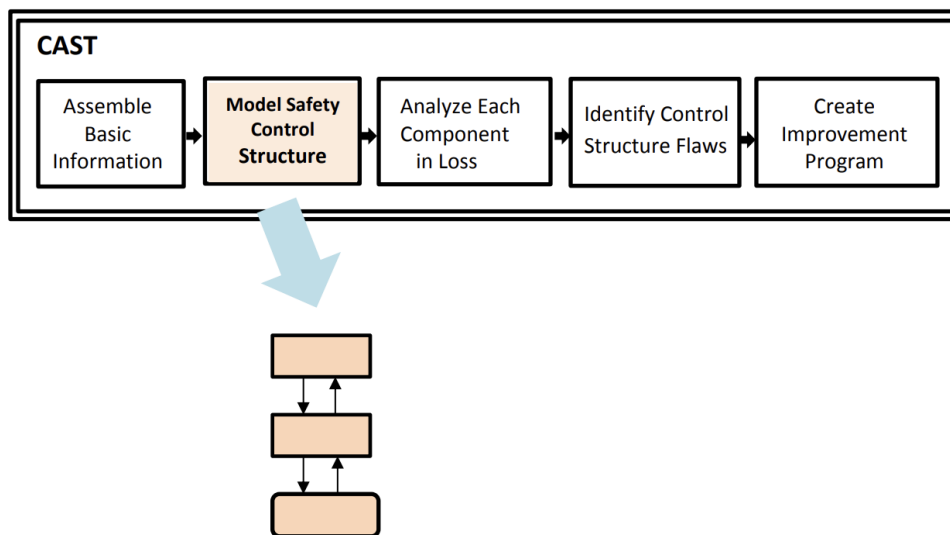 CAST
Assemble
Basic
Information
Model Safety
Control
Structure
Analyze Each
Component
in Loss
Identify Control
Structure Flaws
Create
Improvement
Program